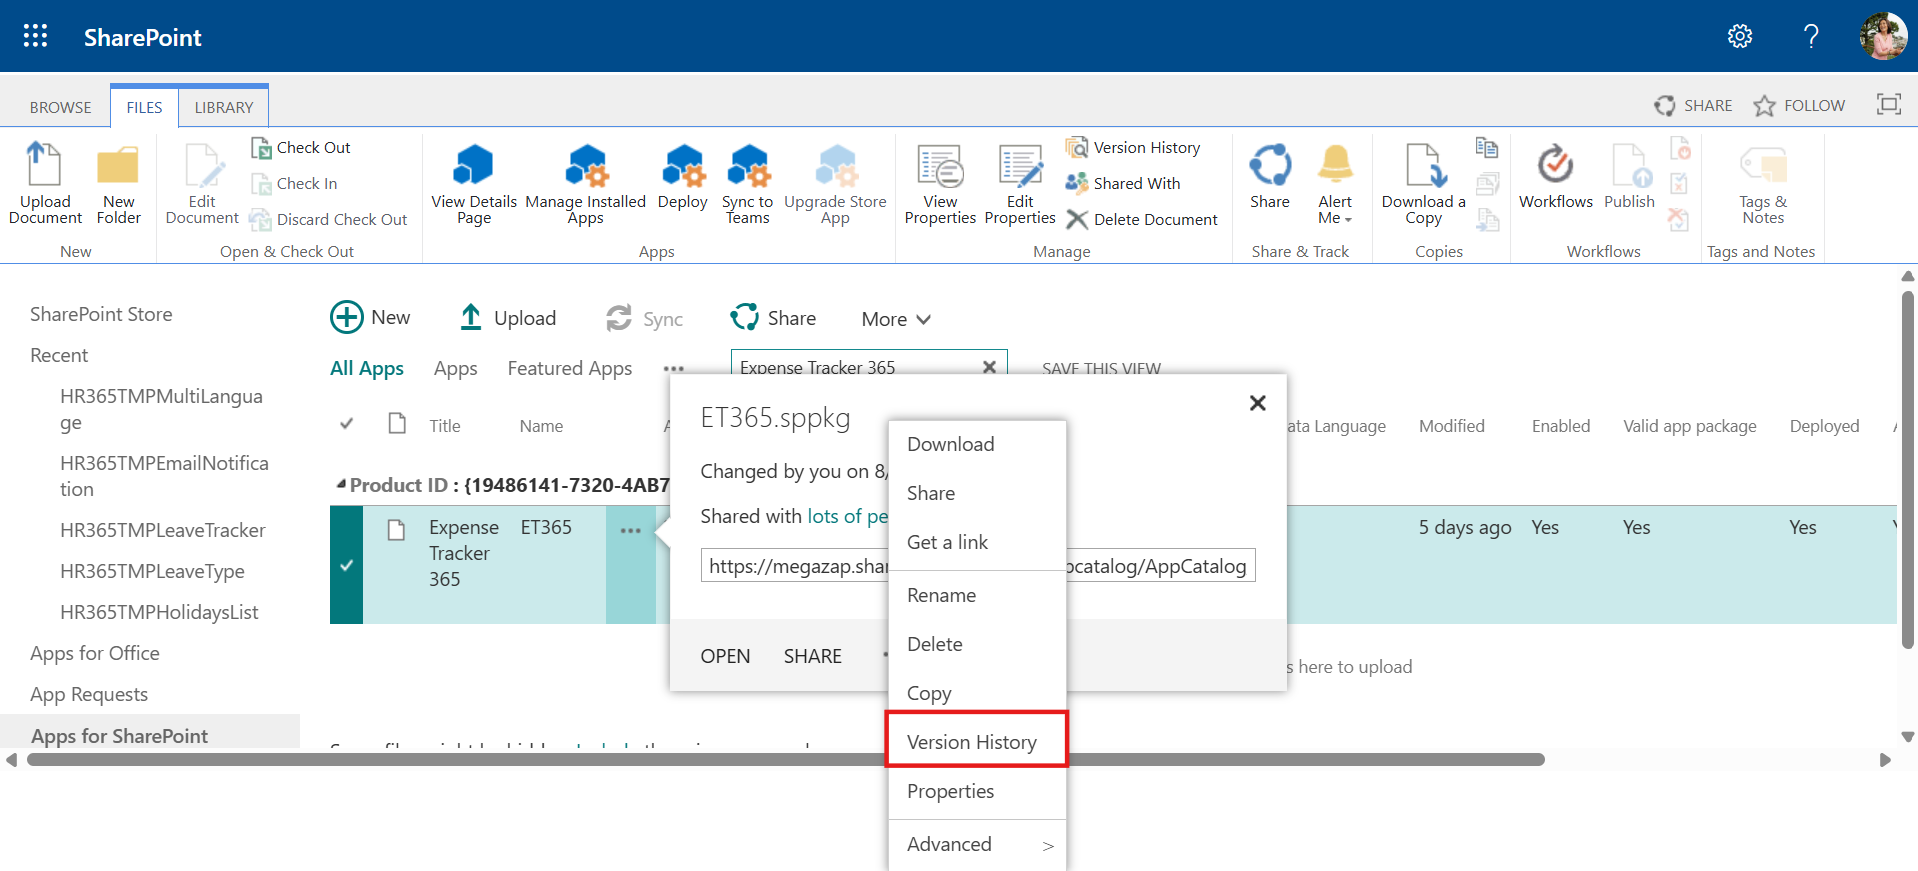 SharePoint
BROWSE FILES LIBRARY SHARE FOLLOW
Upload Document
New Folder
New
Edit Document
Check Out
Check In
Discard Check Out
Open & Check Out
View Details Page
Manage Installed Apps
Deploy
Sync to Teams
Upgrade Store App
Apps
View Properties
Edit Properties
Version History
Shared With
Delete Document
Manage
Share
Alert Me
Share & Track
Download a Copy
Copies
Workflows
Publish
Workflows
Tags & Notes
Tags and Notes
SharePoint Store
Recent
HR365TMPMultiLangua
ge
HR365TMPEmailNotifica
tion
HR365TMPLeaveTracker
HR365TMPLeaveType
HR365TMPHolidaysList
Apps for Office
App Requests
Apps for SharePoint
New Upload Sync Share More
All Apps Apps Featured Apps ••• Expense Tracker 365 SAVE THIS VIEW
Title Name ata Language Modified Enabled Valid app package Deployed
Product ID : {19486141-7320-4AB7
Expense
Tracker
365
ET365 ••• 5 days ago Yes Yes Yes
s here to upload
ET365.sppkg
Changed by you on 8/
Shared with lots of pe
https://megazap.shar
catalog/AppCatalog
OPEN SHARE
Download
Share
Get a link
Rename
Delete
Copy
Version History
Properties
Advanced >